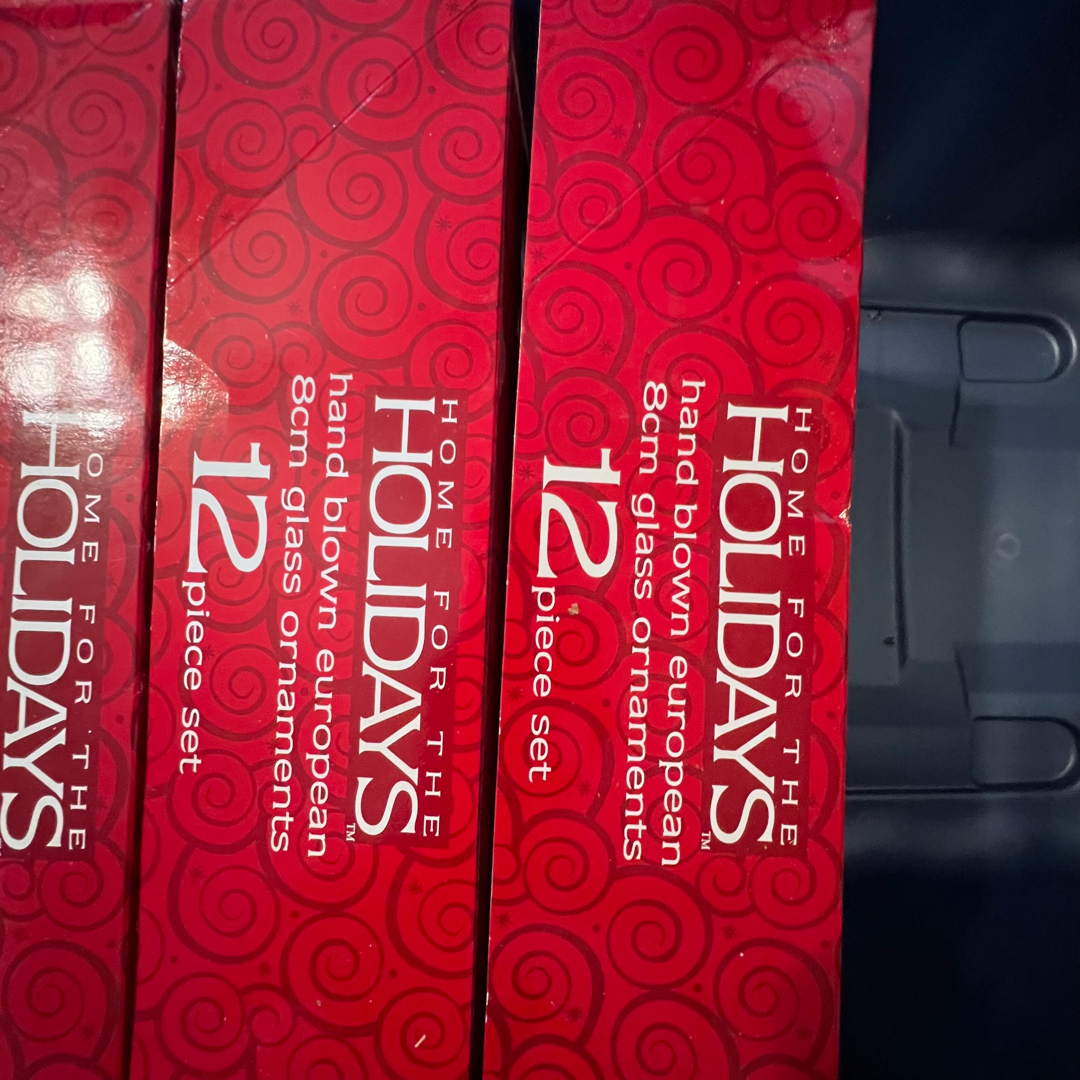 HOME FOR THE
HOLIDAYS
HOME FOR THE
HOLIDAYS™
hand blown european
8cm glass ornaments
12 piece set
HOME FOR THE
HOLIDAYS™
hand blown european
8cm glass ornaments
12 piece set